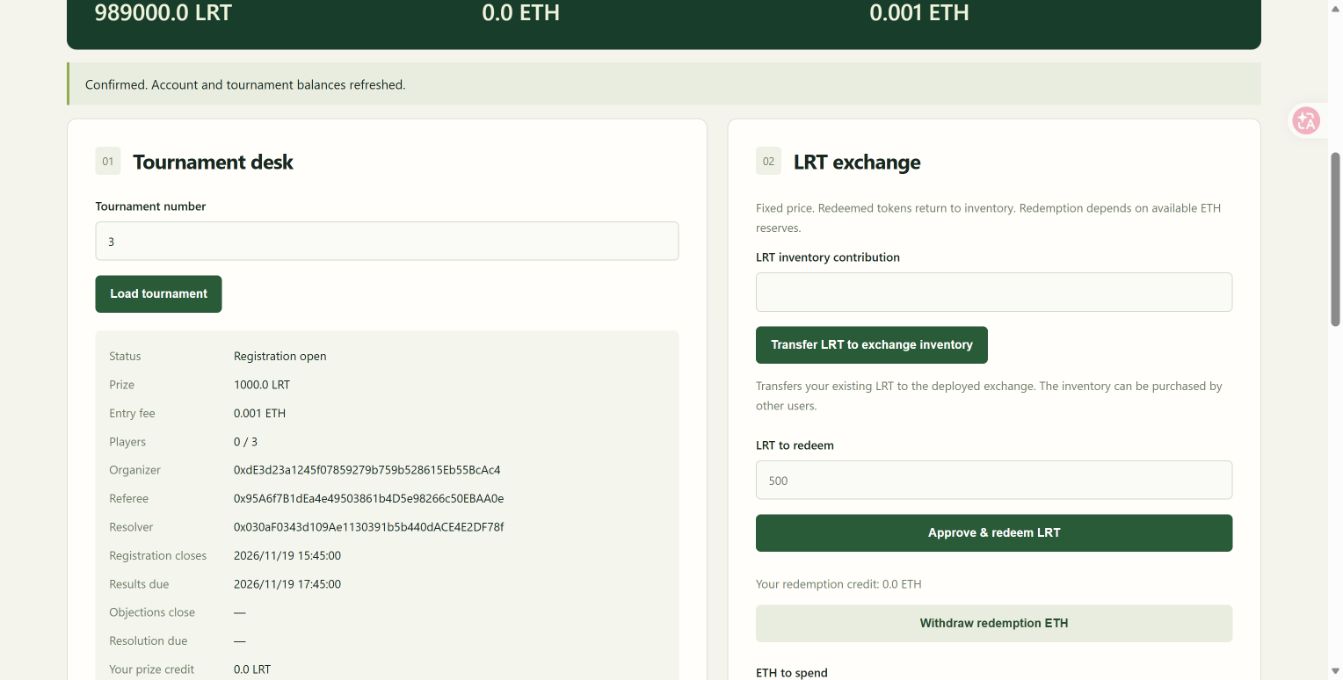 989000.0 LRT
0.0 ETH
0.001 ETH
Confirmed. Account and tournament balances refreshed.
01
Tournament desk
Tournament number
3
Load tournament
Status Registration open
Prize 1000.0 LRT
Entry fee 0.001 ETH
Players 0 / 3
Organizer 0xdE3d23a1245f07859279b759b528615Eb55BcAc4
Referee 0x95A6f7B1dEa4e49503861b4D5e98266c50EBAA0e
Resolver 0x030aF0343d109Ae1130391b5b440dACE4E2DF78f
Registration closes 2026/11/19 15:45:00
Results due 2026/11/19 17:45:00
Objections close —
Resolution due —
Your prize credit 0.0 LRT
02
LRT exchange
Fixed price. Redeemed tokens return to inventory. Redemption depends on available ETH
reserves.
LRT inventory contribution
Transfer LRT to exchange inventory
Transfers your existing LRT to the deployed exchange. The inventory can be purchased by
other users.
LRT to redeem
500
Approve & redeem LRT
Your redemption credit: 0.0 ETH
Withdraw redemption ETH
ETH to spend